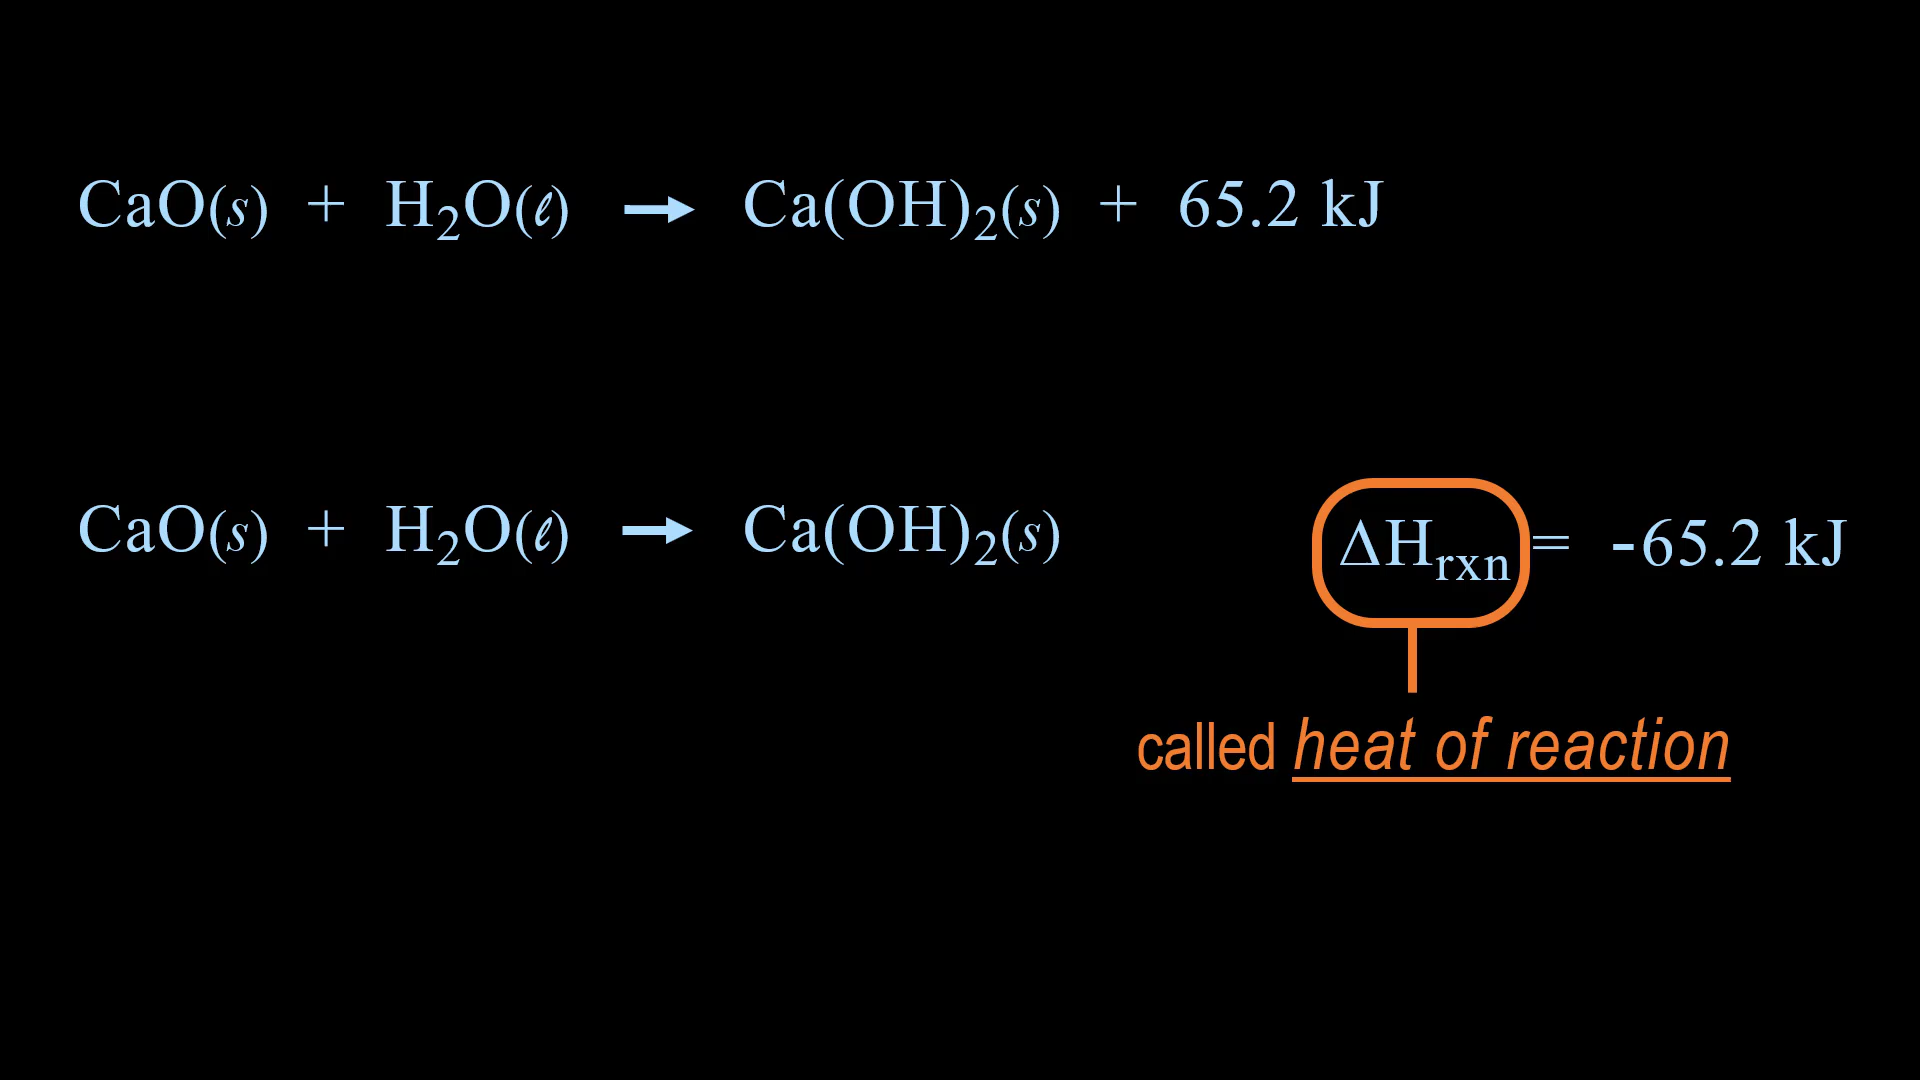 CaO(s) + H₂O(ℓ) → Ca(OH)₂(s) + 65.2 kJ
CaO(s) + H₂O(ℓ) → Ca(OH)₂(s) ΔHrxn = -65.2 kJ
called heat of reaction